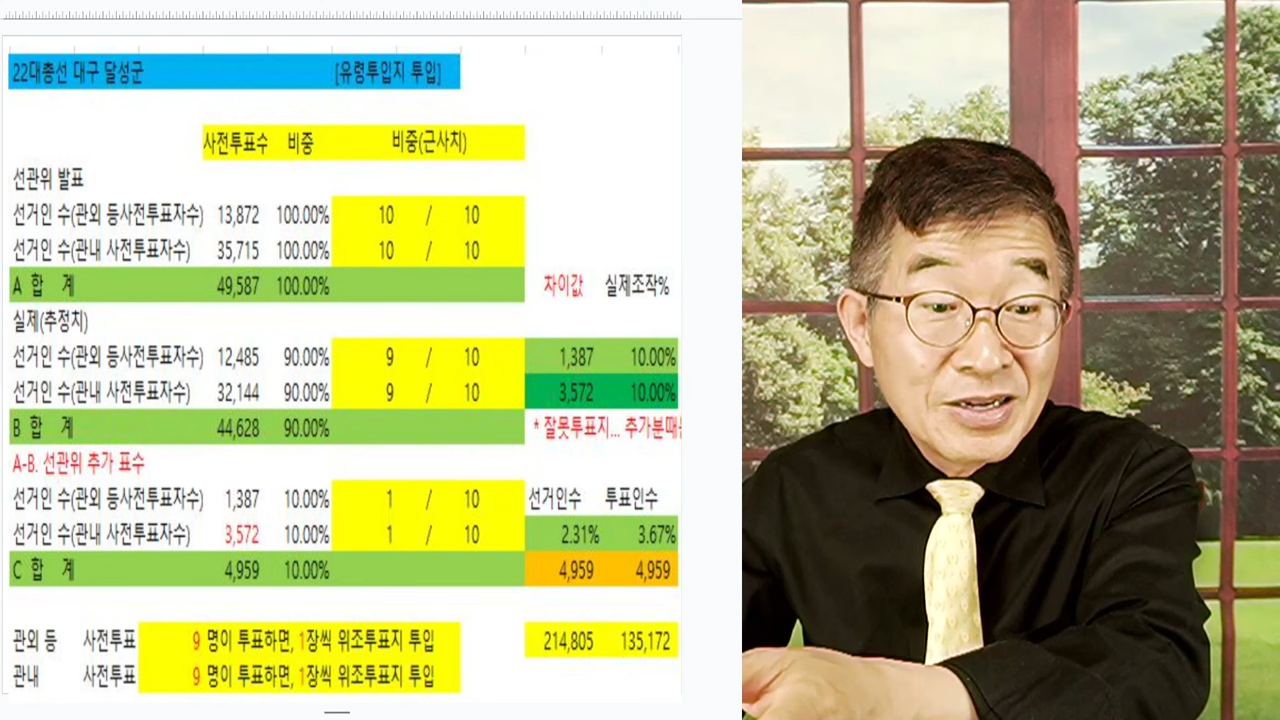 22대총선 대구 달성군 [유령투입지 투입]
사전투표수 비중 비중(근사치)
선관위 발표
선거인 수(관외 등사전투표자수) 13,872 100.00% 10 / 10
선거인 수(관내 사전투표자수) 35,715 100.00% 10 / 10
A 합 계 49,587 100.00% 차이값 실제조작%
실제(추정치)
선거인 수(관외 등사전투표자수) 12,485 90.00% 9 / 10 1,387 10.00%
선거인 수(관내 사전투표자수) 32,144 90.00% 9 / 10 3,572 10.00%
B 합 계 44,628 90.00% * 잘못투표지... 추가분때
A-B. 선관위 추가 표수
선거인 수(관외 등사전투표자수) 1,387 10.00% 1 / 10 선거인수 투표인수
선거인 수(관내 사전투표자수) 3,572 10.00% 1 / 10 2.31% 3.67%
C 합 계 4,959 10.00% 4,959 4,959
관외 등 사전투표 9 명이 투표하면, 1장씩 위조투표지 투입 214,805 135,172
관내 사전투표 9 명이 투표하면, 1장씩 위조투표지 투입